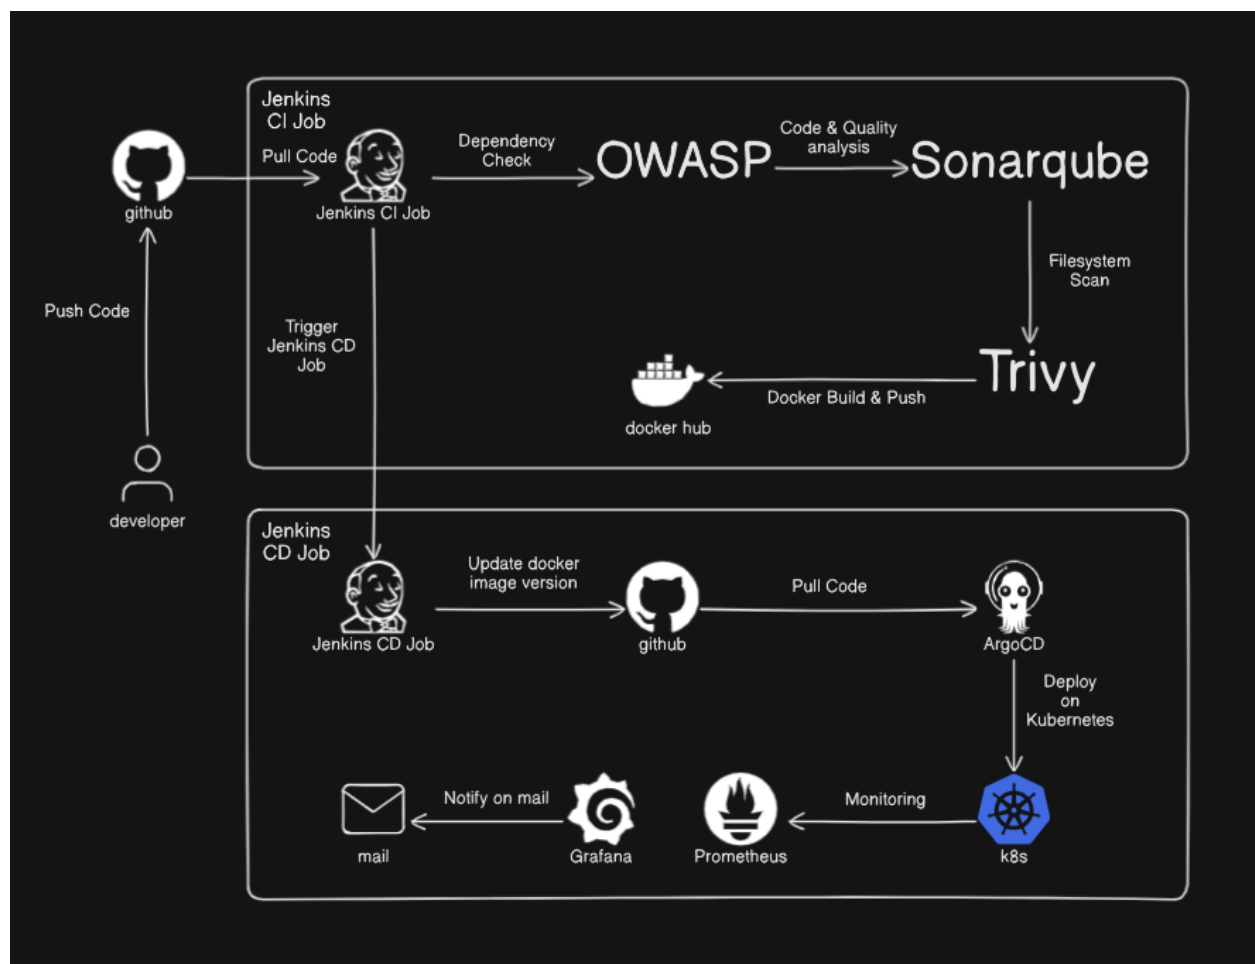 Jenkins
CI Job
Pull Code
Jenkins CI Job
Dependency
Check
OWASP
Code & Quality
analysis
Sonarqube
github
Filesystem
Scan
Push Code
Trigger
Jenkins CD
Job
Trivy
Docker Build & Push
docker hub
developer
Jenkins
CD Job
Jenkins CD Job
Update docker
image version
github
Pull Code
ArgoCD
Deploy
on
Kubernetes
k8s
Monitoring
Prometheus
Grafana
Notify on mail
mail